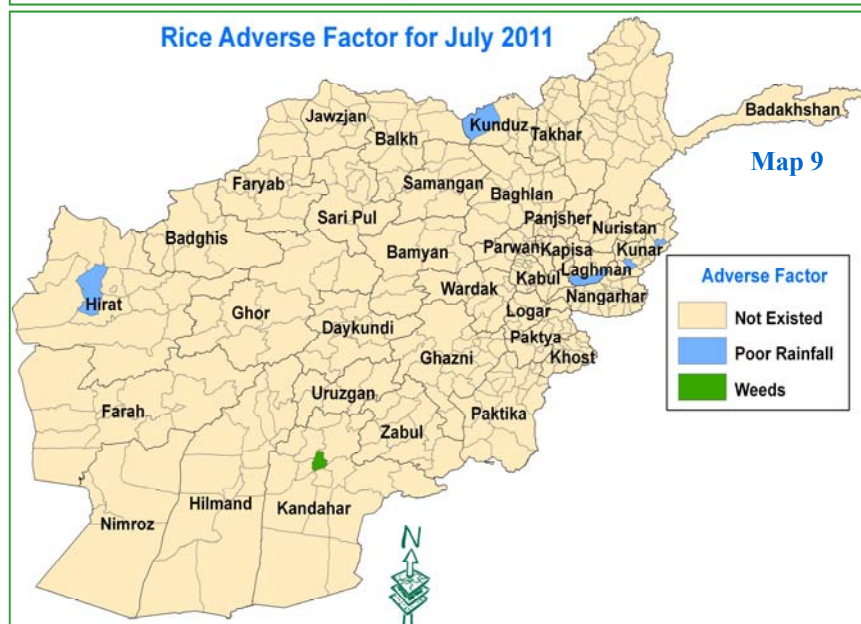 Rice Adverse Factor for July 2011
Badakhshan
Jawzjan
Kunduz
Takhar
Balkh
Map 9
Faryab
Samangan
Baghlan
Sari Pul
Panjsher
Nuristan
Badghis
Bamyan
Parwan
Kapisa
Kunar
Laghman
Kabul
Wardak
Nangarhar
Hirat
Ghor
Logar
Daykundi
Paktya
Ghazni
Khost
Uruzgan
Farah
Zabul
Paktika
Hilmand
Kandahar
Nimroz
Adverse Factor
Not Existed
Poor Rainfall
Weeds
N